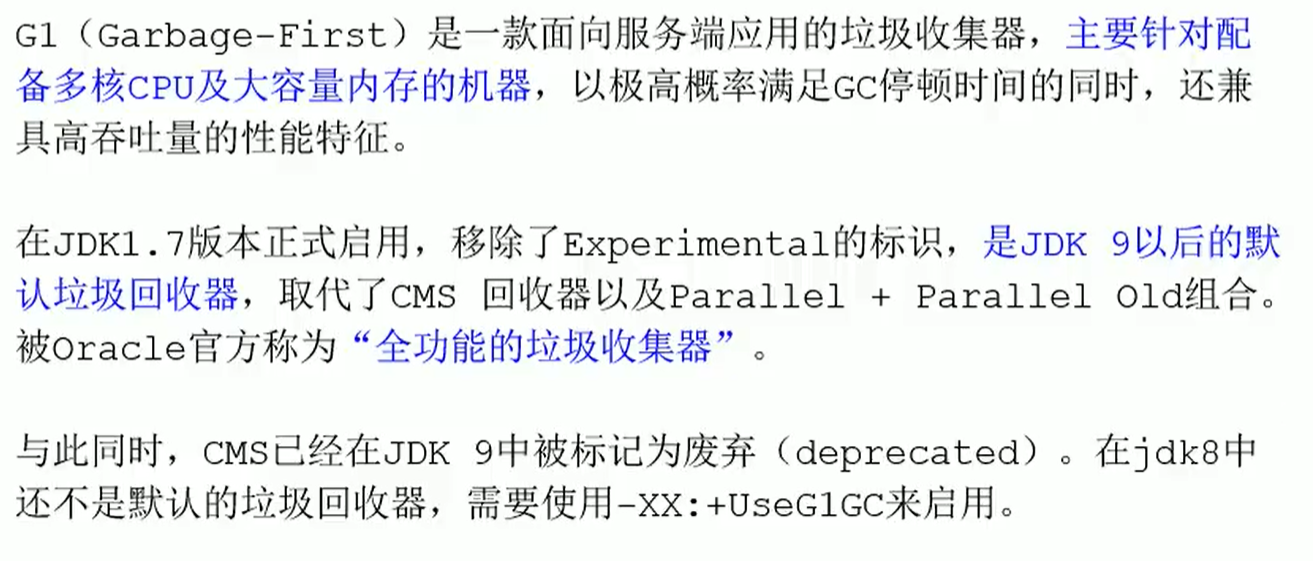 G1（Garbage-First）是一款面向服务端应用的垃圾收集器，主要针对配
备多核CPU及大容量内存的机器，以极高概率满足GC停顿时间的同时，还兼
具高吞吐量的性能特征。
在JDK1.7版本正式启用，移除了Experimental的标识，是JDK 9以后的默
认垃圾回收器，取代了CMS 回收器以及Parallel + Parallel Old组合。
被Oracle官方称为“全功能的垃圾收集器”。
与此同时，CMS已经在JDK 9中被标记为废弃（deprecated）。在jdk8中
还不是默认的垃圾回收器，需要使用-XX:+UseG1GC来启用。